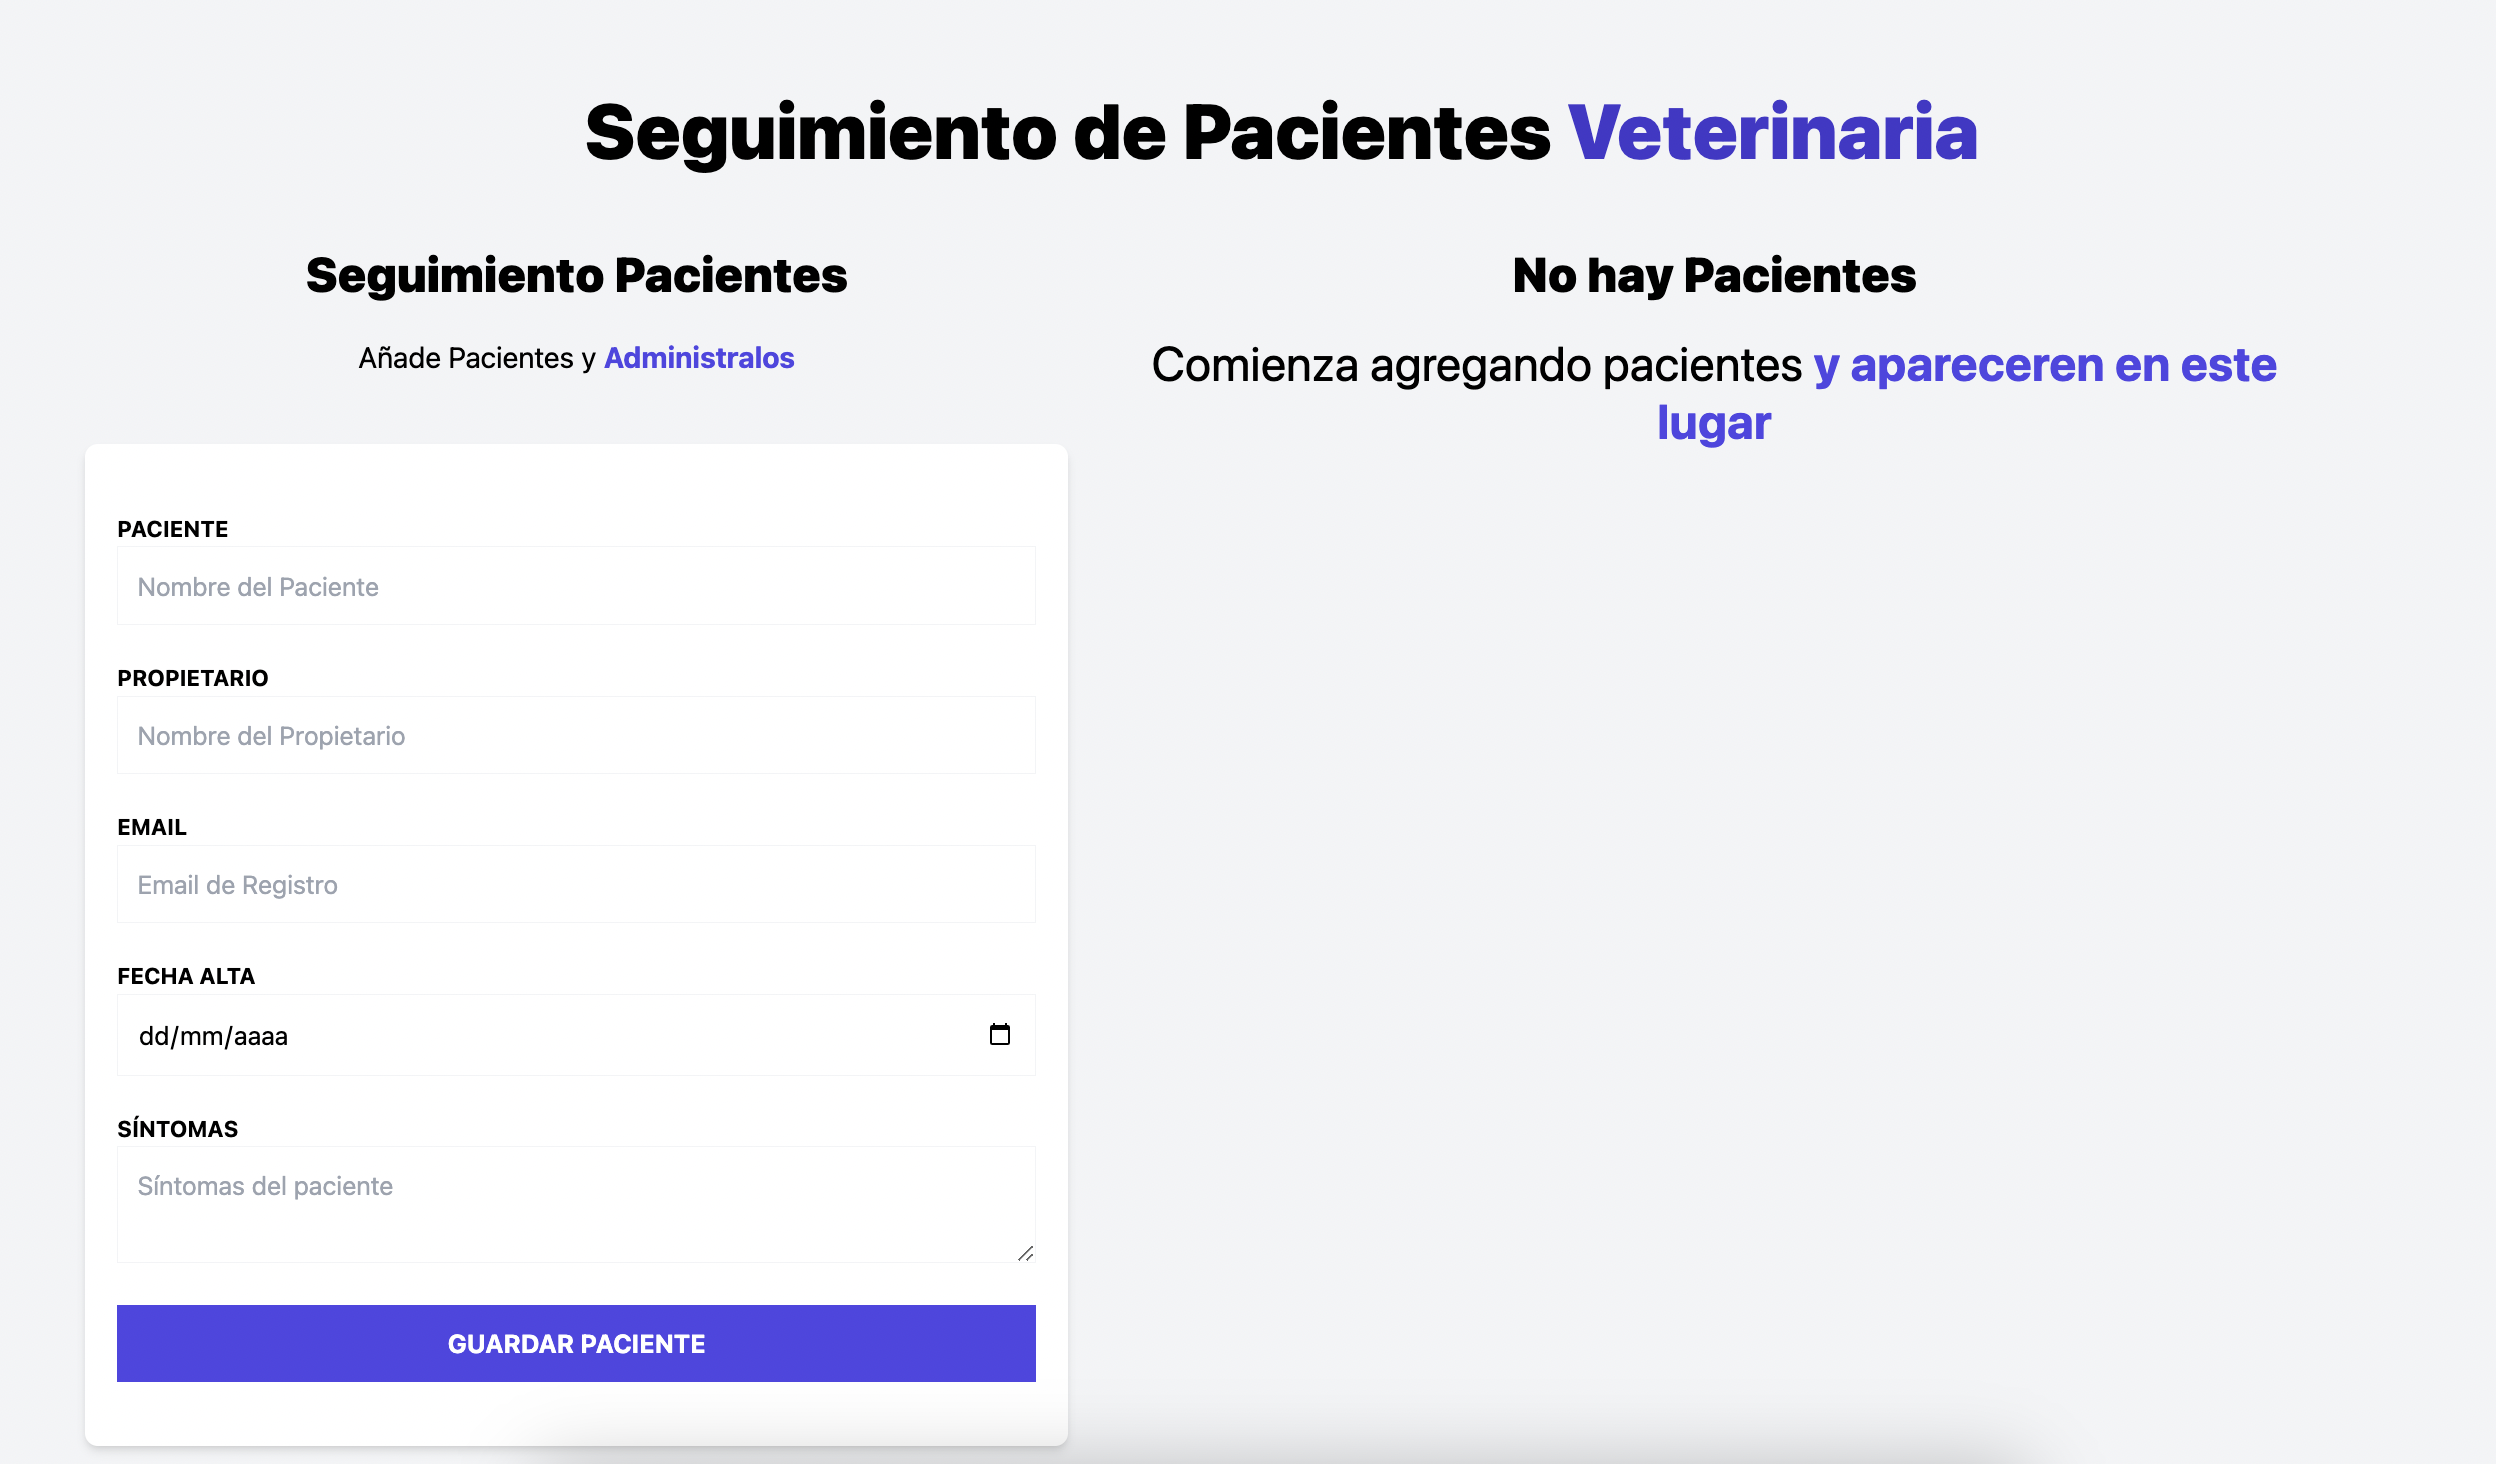 Seguimiento de Pacientes Veterinaria
Seguimiento Pacientes
Añade Pacientes y Administralos
PACIENTE
Nombre del Paciente
PROPIETARIO
Nombre del Propietario
EMAIL
Email de Registro
FECHA ALTA
dd/mm/aaaa
SÍNTOMAS
Síntomas del paciente
GUARDAR PACIENTE
No hay Pacientes
Comienza agregando pacientes y apareceren en este
lugar